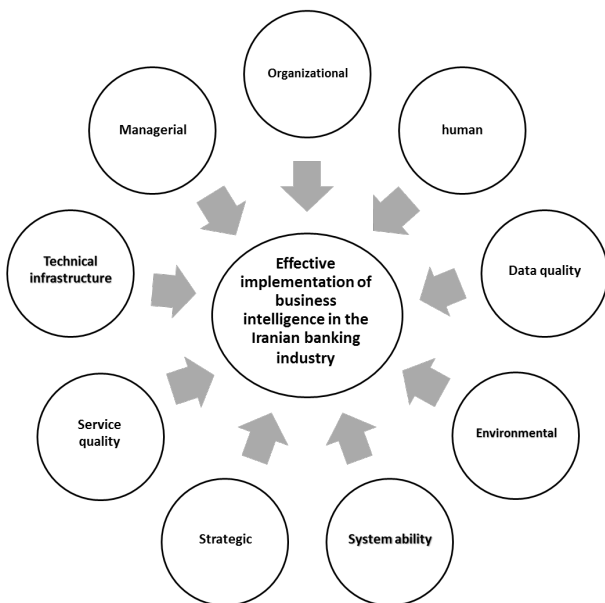 Organizational
Managerial
human
Technical
infrastructure
Effective
implementation of
business
intelligence in the
Iranian banking
industry
Data quality
Service
quality
Environmental
Strategic
System ability